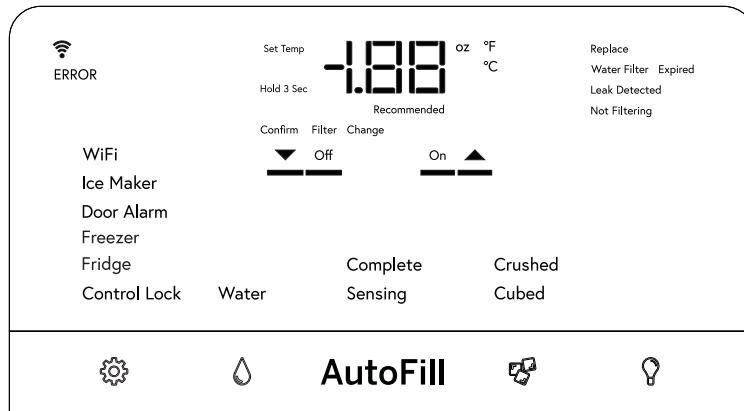 Set Temp -1.88 oz °F
°C
ERROR
Hold 3 Sec
Recommended
Confirm Filter Change
Replace
Water Filter Expired
Leak Detected
Not Filtering
WiFi
Off On
Ice Maker
Door Alarm
Freezer
Fridge Complete Crushed
Control Lock Water Sensing Cubed
AutoFill